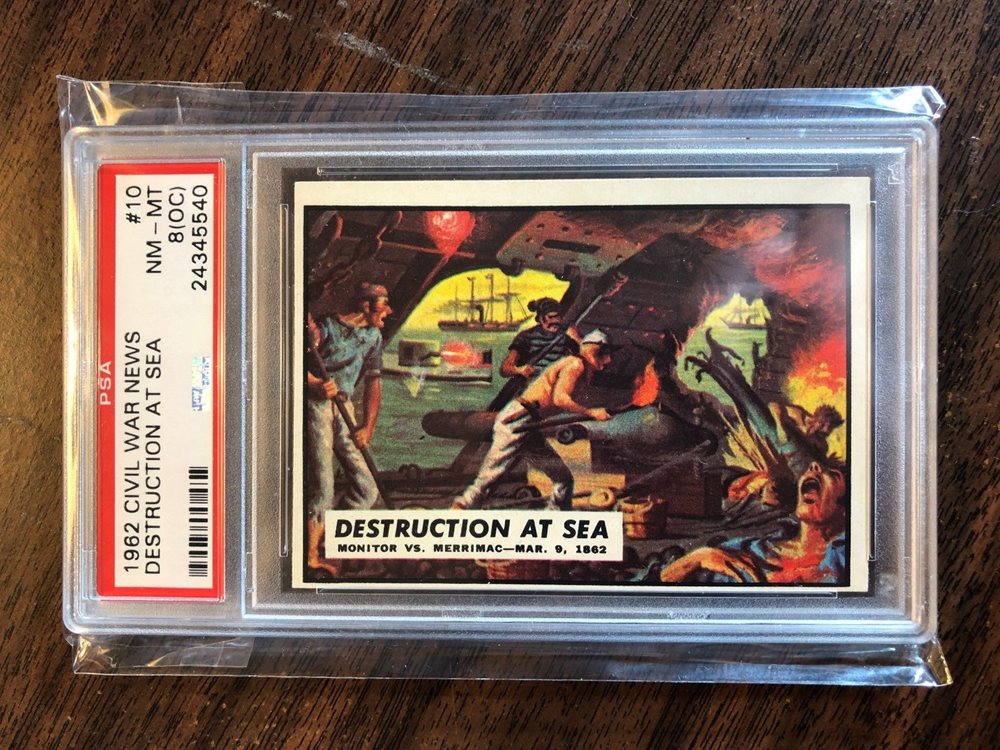 PSA
1962 CIVIL WAR NEWS #10
DESTRUCTION AT SEA NM - MT
8(OC)
24345540
DESTRUCTION AT SEA
MONITOR VS. MERRIMAC—MAR. 9, 1862